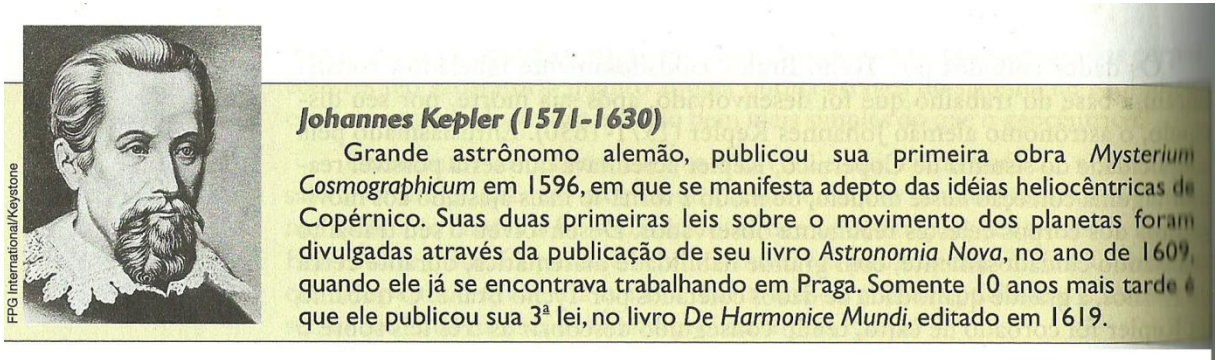 FPG International/Keystone
Johannes Kepler (1571-1630)
Grande astrônomo alemão, publicou sua primeira obra Mysterium
Cosmographicum em 1596, em que se manifesta adepto das idéias heliocêntricas de
Copérnico. Suas duas primeiras leis sobre o movimento dos planetas foram
divulgadas através da publicação de seu livro Astronomia Nova, no ano de 1609,
quando ele já se encontrava trabalhando em Praga. Somente 10 anos mais tarde é
que ele publicou sua 3ª lei, no livro De Harmonice Mundi, editado em 1619.